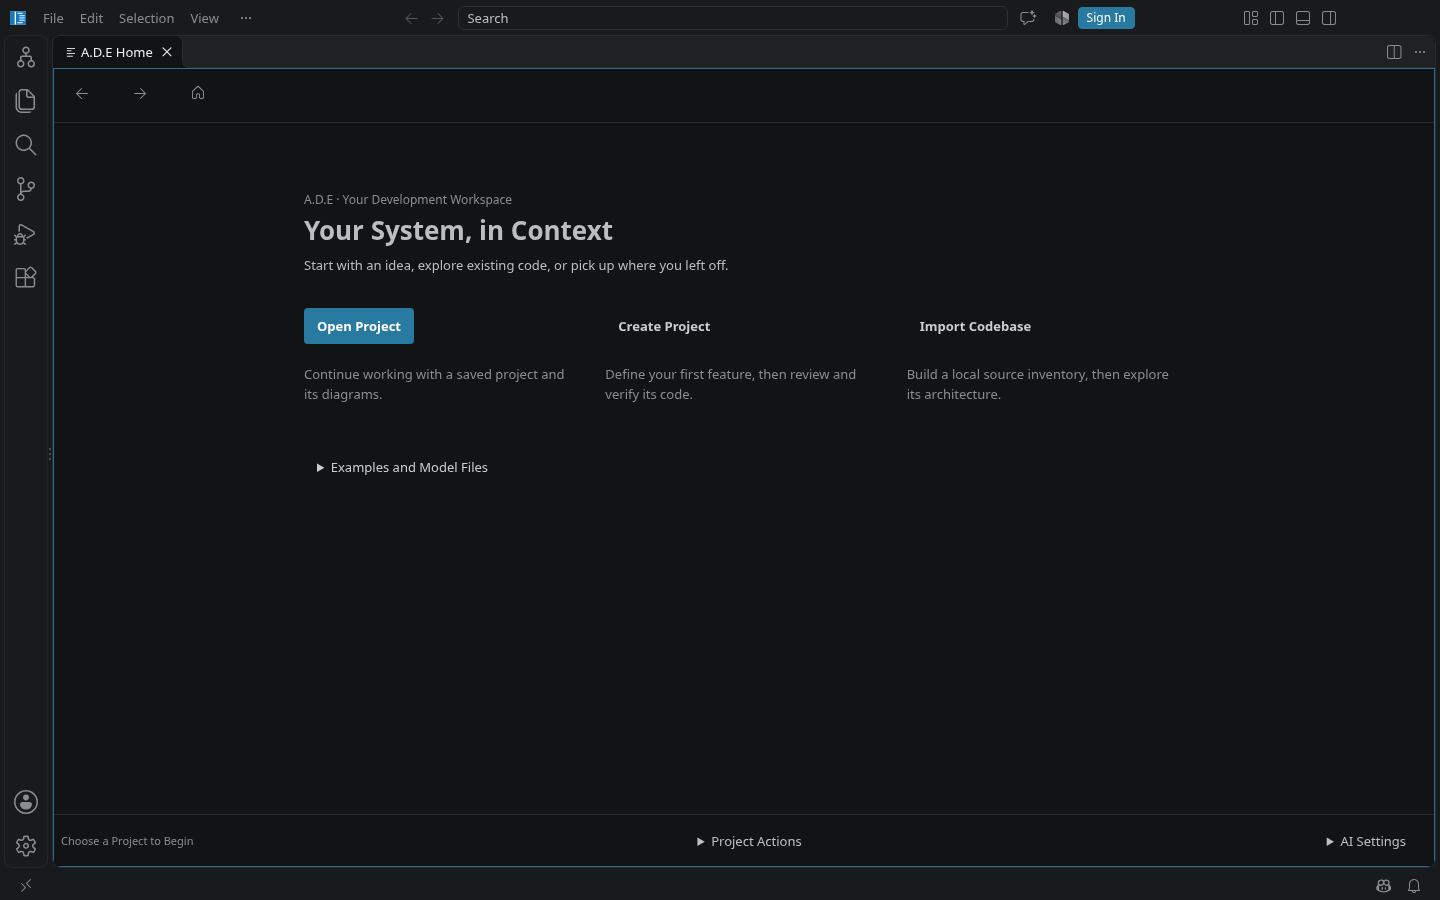 File Edit Selection View
Search
Sign In
A.D.E Home
A.D.E · Your Development Workspace
Your System, in Context
Start with an idea, explore existing code, or pick up where you left off.
Open Project
Create Project
Import Codebase
Continue working with a saved project and
its diagrams.
Define your first feature, then review and
verify its code.
Build a local source inventory, then explore
its architecture.
Examples and Model Files
Choose a Project to Begin
Project Actions
AI Settings